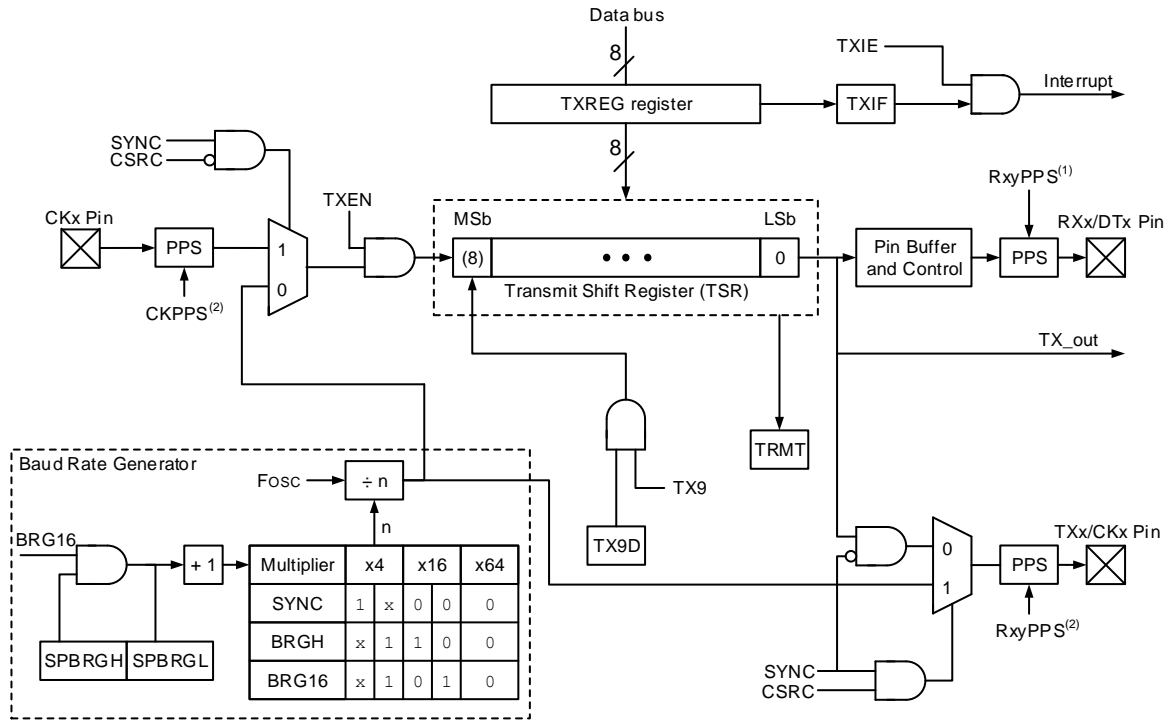 Data bus
8
TXREG register
TXIF
TXIE
Interrupt
8
SYNC
CSRC
CKx Pin
PPS
CKPPS(2)
1
0
TXEN
MSb
LSb
(8)
• • •
0
Transmit Shift Register (TSR)
Pin Buffer
and Control
RxyPPS(1)
PPS
RXx/DTx Pin
TX_out
TRMT
TX9
TX9D
Baud Rate Generator
FOSC
÷ n
n
BRG16
+ 1
SPBRGH
SPBRGL
Multiplier x4 x16 x64
SYNC 1 x 0 0 0
BRGH x 1 1 0 0
BRG16 x 1 0 1 0
0
1
PPS
TXx/CKx Pin
RxyPPS(2)
SYNC
CSRC